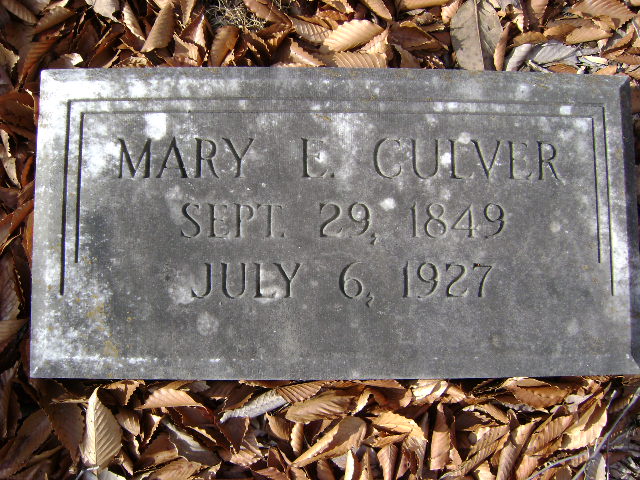 MARY E. CULVER
SEPT. 29, 1849
JULY 6, 1927